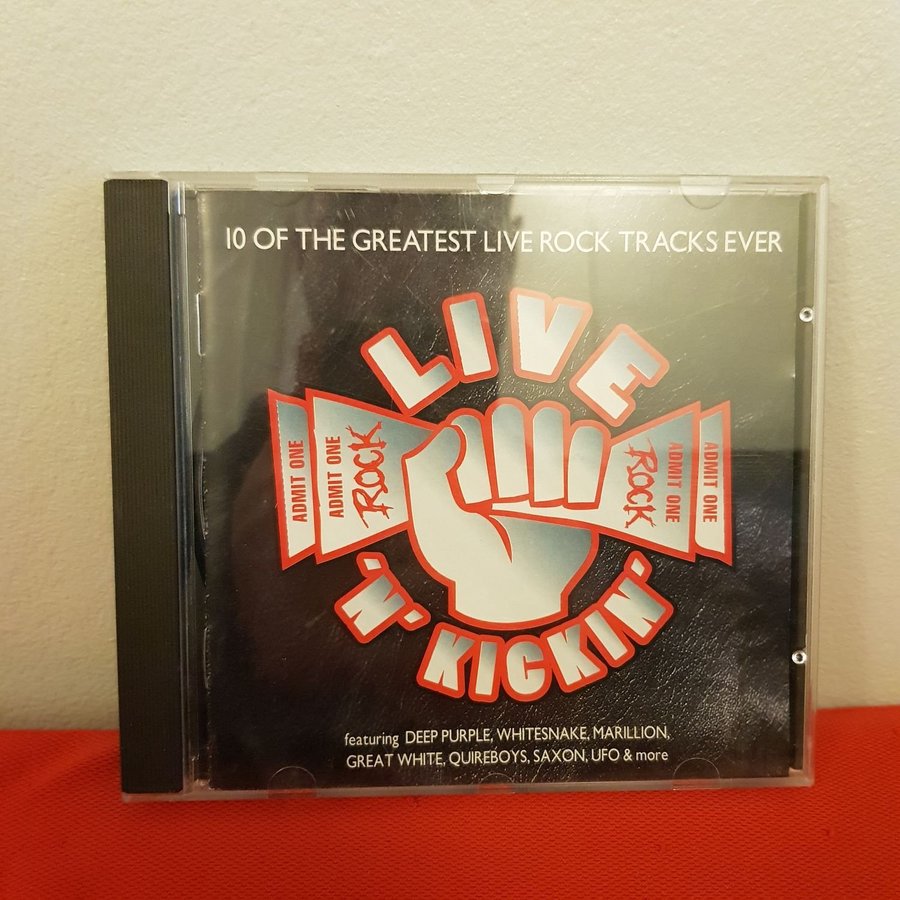 10 OF THE GREATEST LIVE ROCK TRACKS EVER
LIVE
ADMIT ONE
ADMIT ONE
ROCK
ROCK
ADMIT ONE
ADMIT ONE
'N'
KICKIN'
featuring DEEP PURPLE, WHITESNAKE, MARILLION,
GREAT WHITE, QUIREBOYS, SAXON, UFO & more